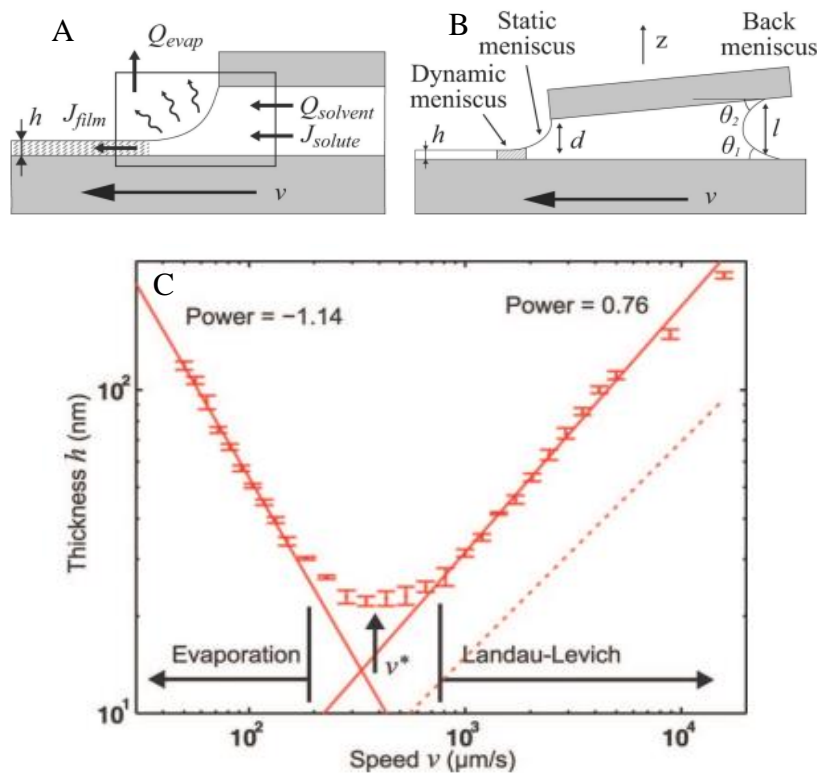 A
Q_evap
h
J_film
Q_solvent
J_solute
v
B
Static
meniscus
z
Back
meniscus
Dynamic
meniscus
h
d
θ₂
l
θ₁
v
C
Power = −1.14
Power = 0.76
10²
Thickness h (nm)
Evaporation
v*
Landau-Levich
10¹
10²
10³
10⁴
Speed v (μm/s)